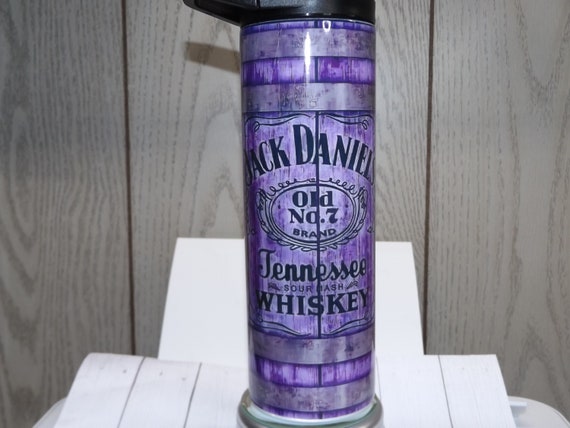 JACK DANIEL
Old
No.7
BRAND
Tennessee
SOUR MASH
WHISKEY